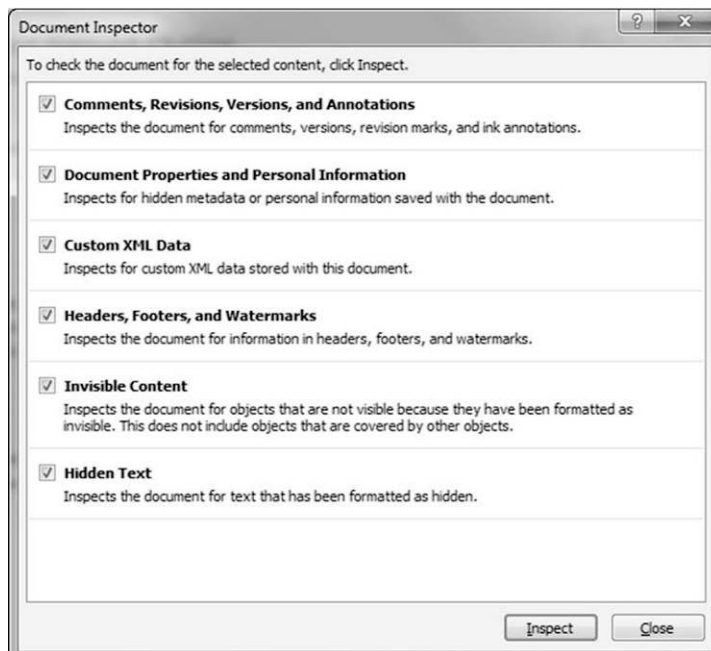 Document Inspector
To check the document for the selected content, click Inspect.
Comments, Revisions, Versions, and Annotations
Inspects the document for comments, versions, revision marks, and ink annotations.
Document Properties and Personal Information
Inspects for hidden metadata or personal information saved with the document.
Custom XML Data
Inspects for custom XML data stored with this document.
Headers, Footers, and Watermarks
Inspects the document for information in headers, footers, and watermarks.
Invisible Content
Inspects the document for objects that are not visible because they have been formatted as
invisible. This does not include objects that are covered by other objects.
Hidden Text
Inspects the document for text that has been formatted as hidden.
Inspect Close